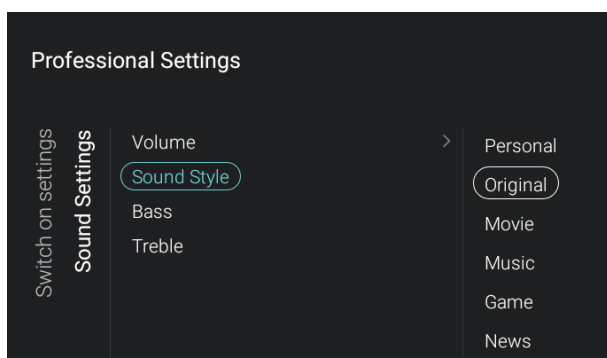 Professional Settings
Switch on settings
Sound Settings
Volume
Sound Style
Bass
Treble
Personal
Original
Movie
Music
Game
News